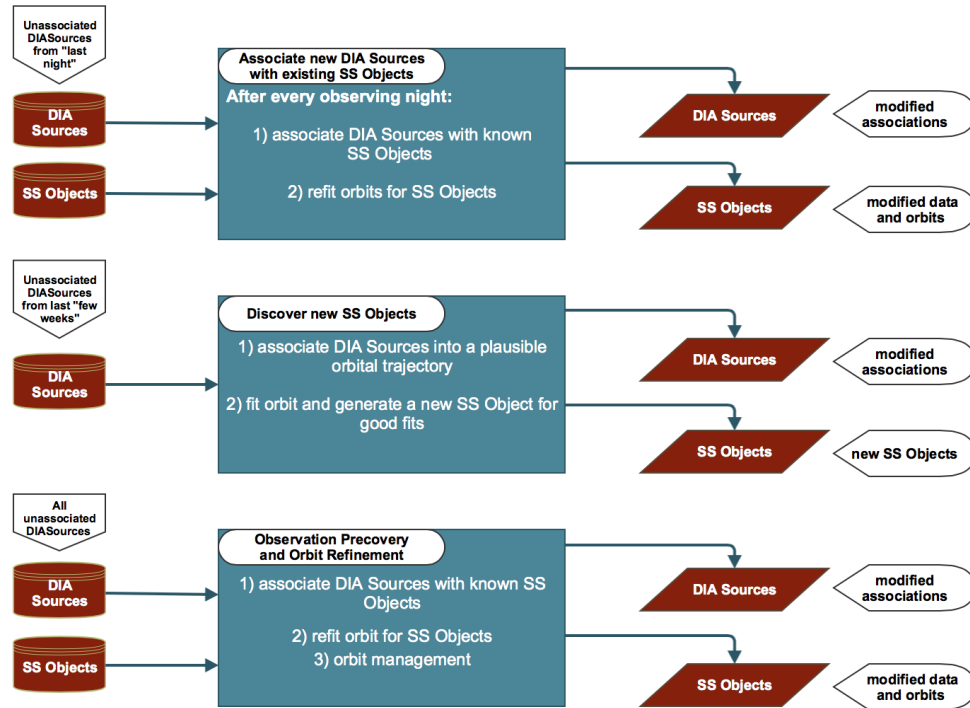 Unassociated
DIASources
from "last
night"
DIA
Sources
SS Objects
Associate new DIA Sources
with existing SS Objects
After every observing night:
1) associate DIA Sources with known
SS Objects
2) refit orbits for SS Objects
DIA Sources
modified
associations
SS Objects
modified data
and orbits
Unassociated
DIASources
from last "few
weeks"
DIA
Sources
Discover new SS Objects
1) associate DIA Sources into a plausible
orbital trajectory
2) fit orbit and generate a new SS Object for
good fits
DIA Sources
modified
associations
SS Objects
new SS Objects
All
unassociated
DIASources
DIA
Sources
SS Objects
Observation Precovery
and Orbit Refinement
1) associate DIA Sources with known SS
Objects
2) refit orbit for SS Objects
3) orbit management
DIA Sources
modified
associations
SS Objects
modified data
and orbits